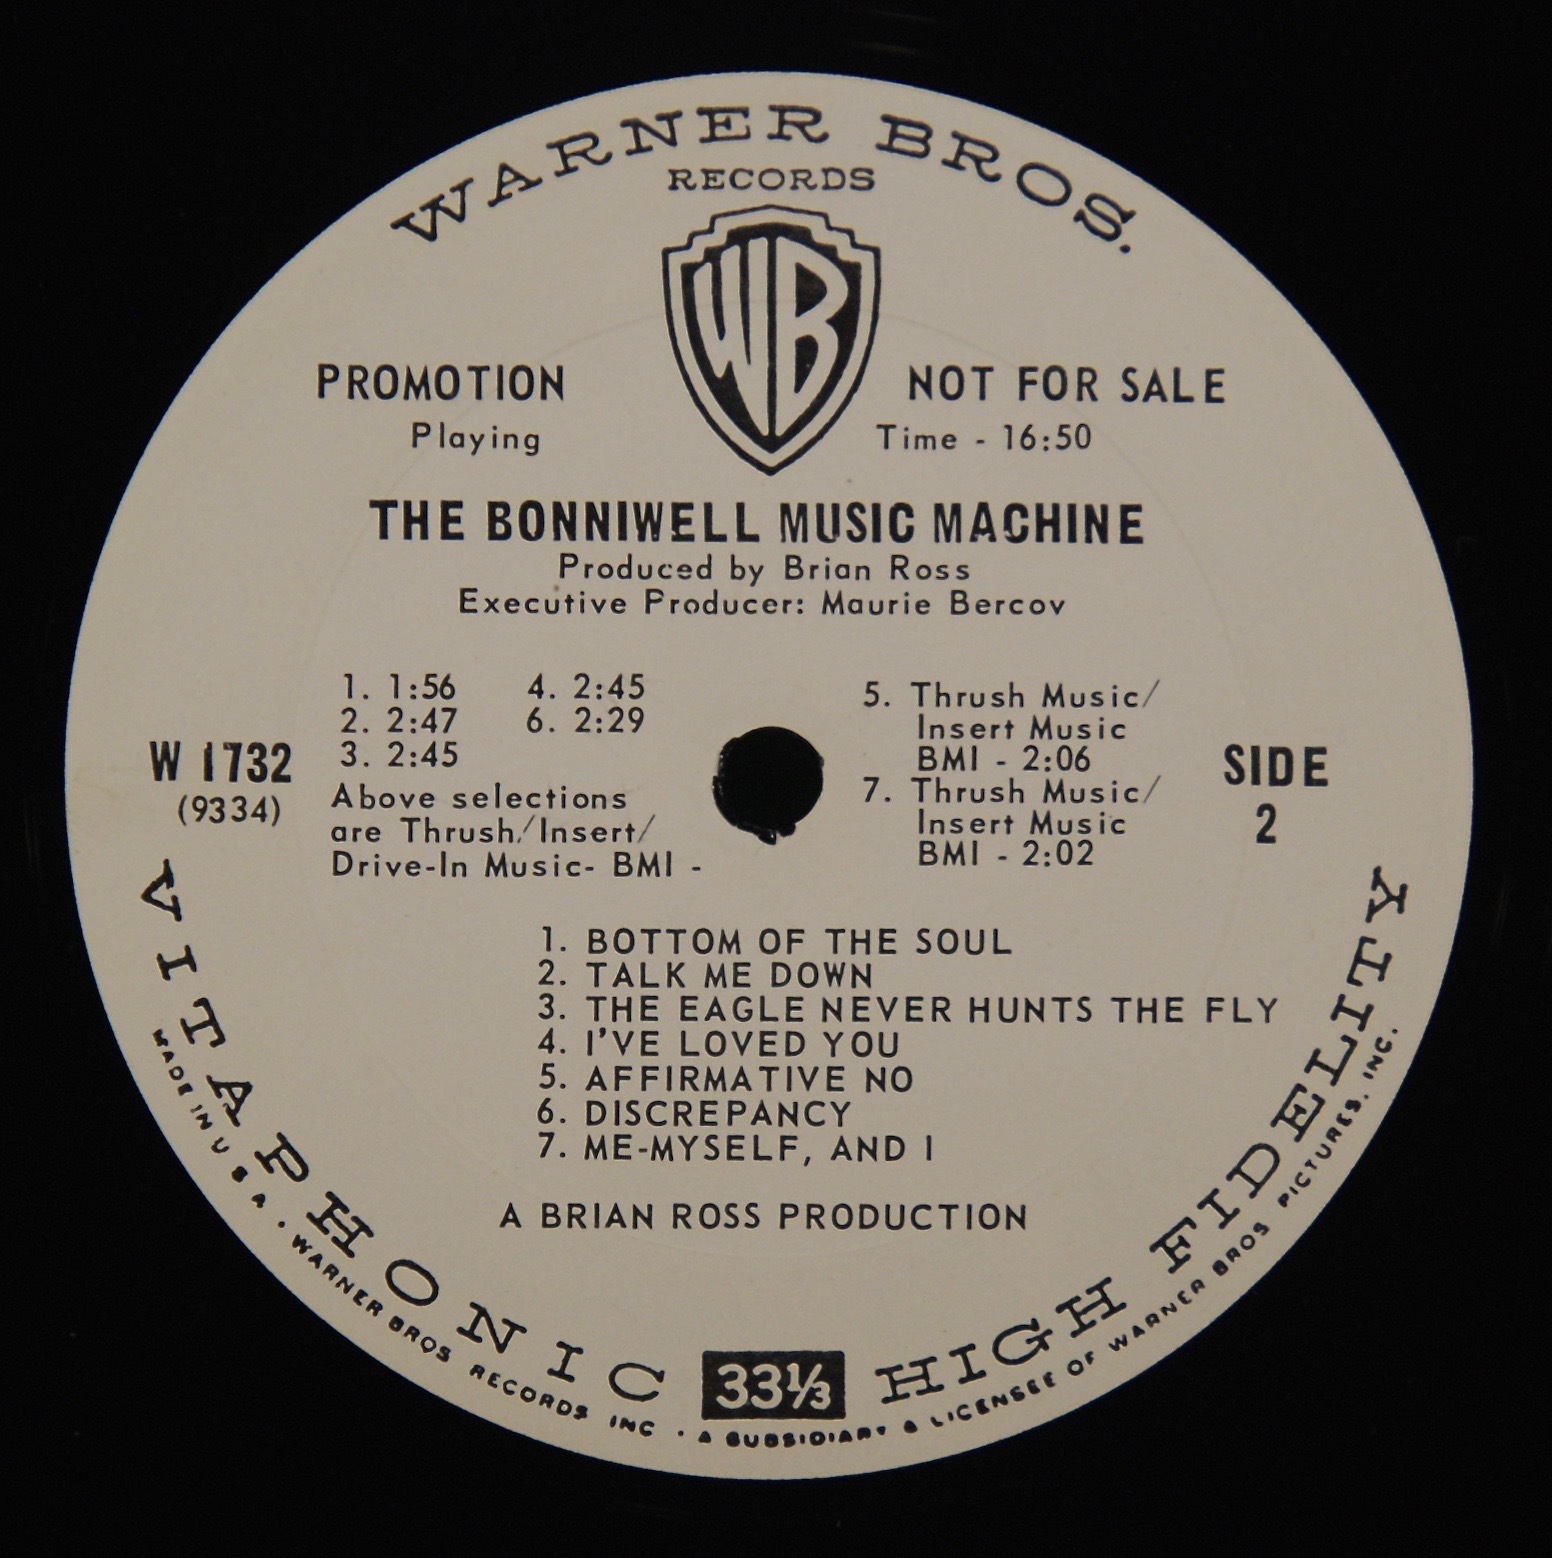 WARNER BROS.
RECORDS
WB
PROMOTION
NOT FOR SALE
Playing
Time - 16:50
THE BONNIWELL MUSIC MACHINE
Produced by Brian Ross
Executive Producer: Maurie Bercov
1. 1:56
2. 2:47
3. 2:45
4. 2:45
6. 2:29
Above selections
are Thrush/Insert/
Drive-In Music- BMI -
5. Thrush Music/
Insert Music
BMI - 2:06
7. Thrush Music/
Insert Music
BMI - 2:02
W 1732
(9334)
SIDE
2
1. BOTTOM OF THE SOUL
2. TALK ME DOWN
3. THE EAGLE NEVER HUNTS THE FLY
4. I'VE LOVED YOU
5. AFFIRMATIVE NO
6. DISCREPANCY
7. ME-MYSELF, AND I
A BRIAN ROSS PRODUCTION
VITAPHONIC HIGH FIDELITY
33⅓
MADE IN U S A . WARNER BROS RECORDS INC . A SUBSIDIARY & LICENSEE OF WARNER BROS PICTURES, INC.